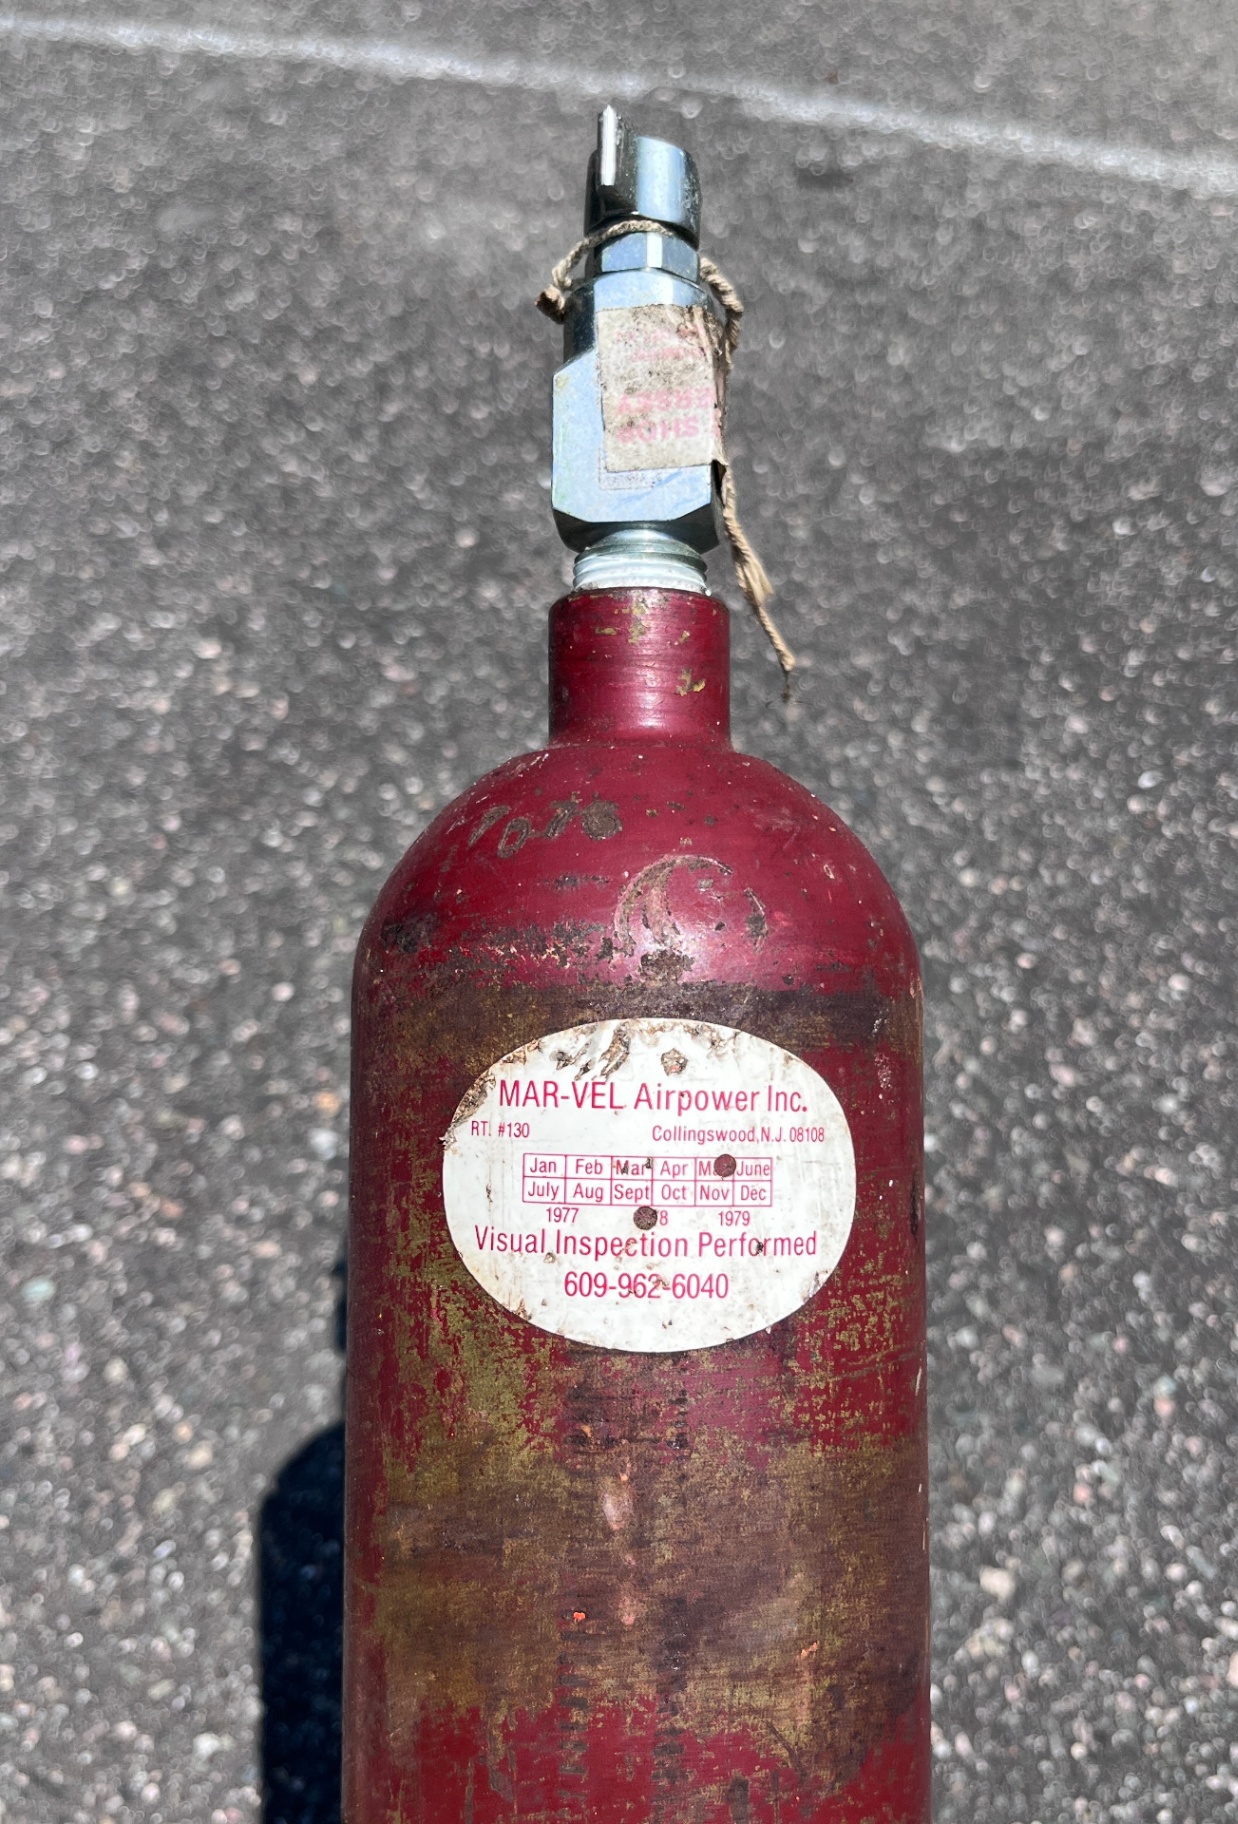 MAR-VEL Airpower Inc.
RT. #130 Collingswood, N.J. 08108
Jan Feb Mar Apr June
July Aug Sept Oct Nov Dec
1977 1979
Visual Inspection Performed
609-962-6040